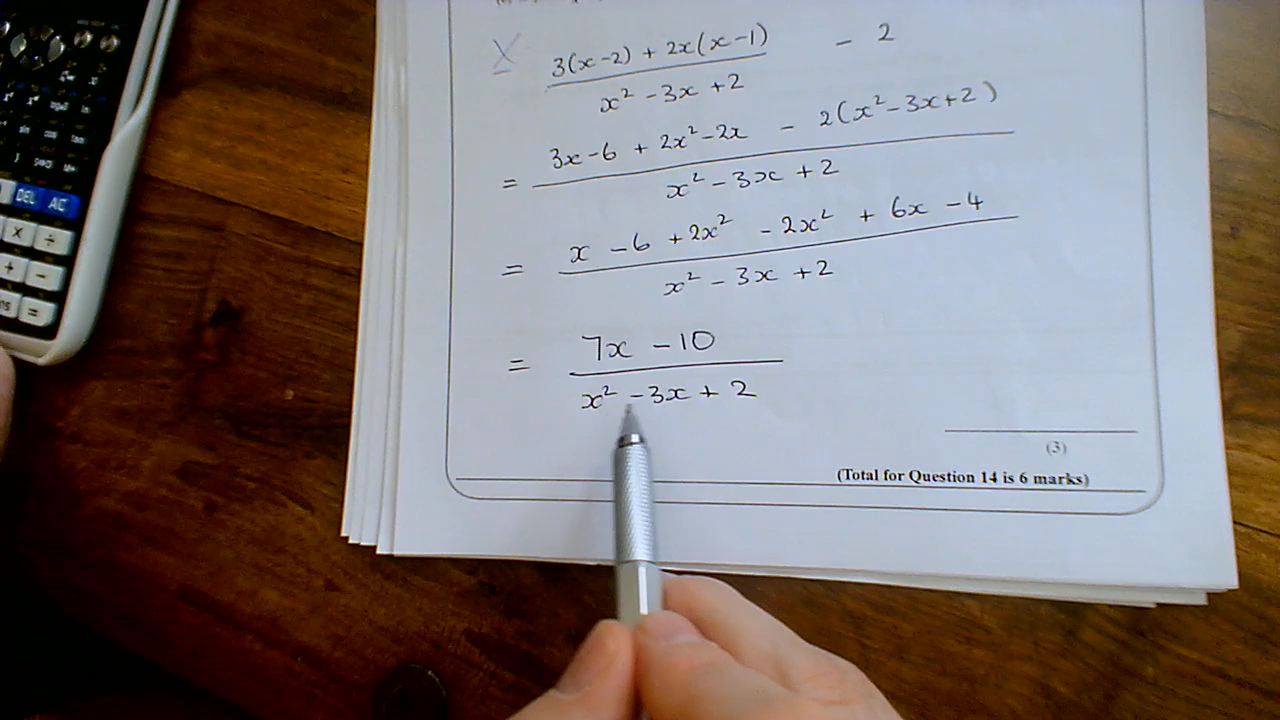 X 3(x-2) + 2x(x-1) - 2
x² - 3x + 2
3x-6 + 2x²-2x - 2(x²-3x+2)
=
x² - 3x + 2
x - 6 + 2x² - 2x² + 6x - 4
=
x² - 3x + 2
7x - 10
=
x² - 3x + 2
(3)
(Total for Question 14 is 6 marks)
DEL AC
× ÷
+ −
=